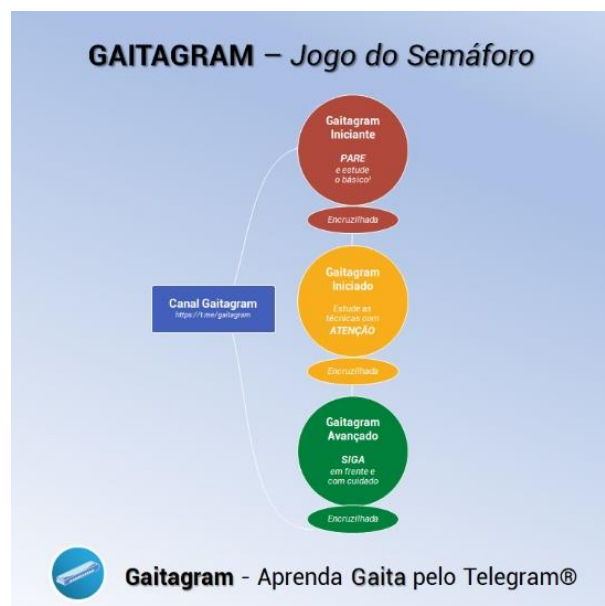 GAITAGRAM – Jogo do Semáforo
Gaitagram
Iniciante
PARE
e estude
o básico!
Encruzilhada
Gaitagram
Iniciado
Estude as
técnicas com
ATENÇÃO
Encruzilhada
Canal Gaitagram
https://t.me/gaitagram
Gaitagram
Avançado
SIGA
em frente e
com cuidado
Encruzilhada
Gaitagram - Aprenda Gaita pelo Telegram®